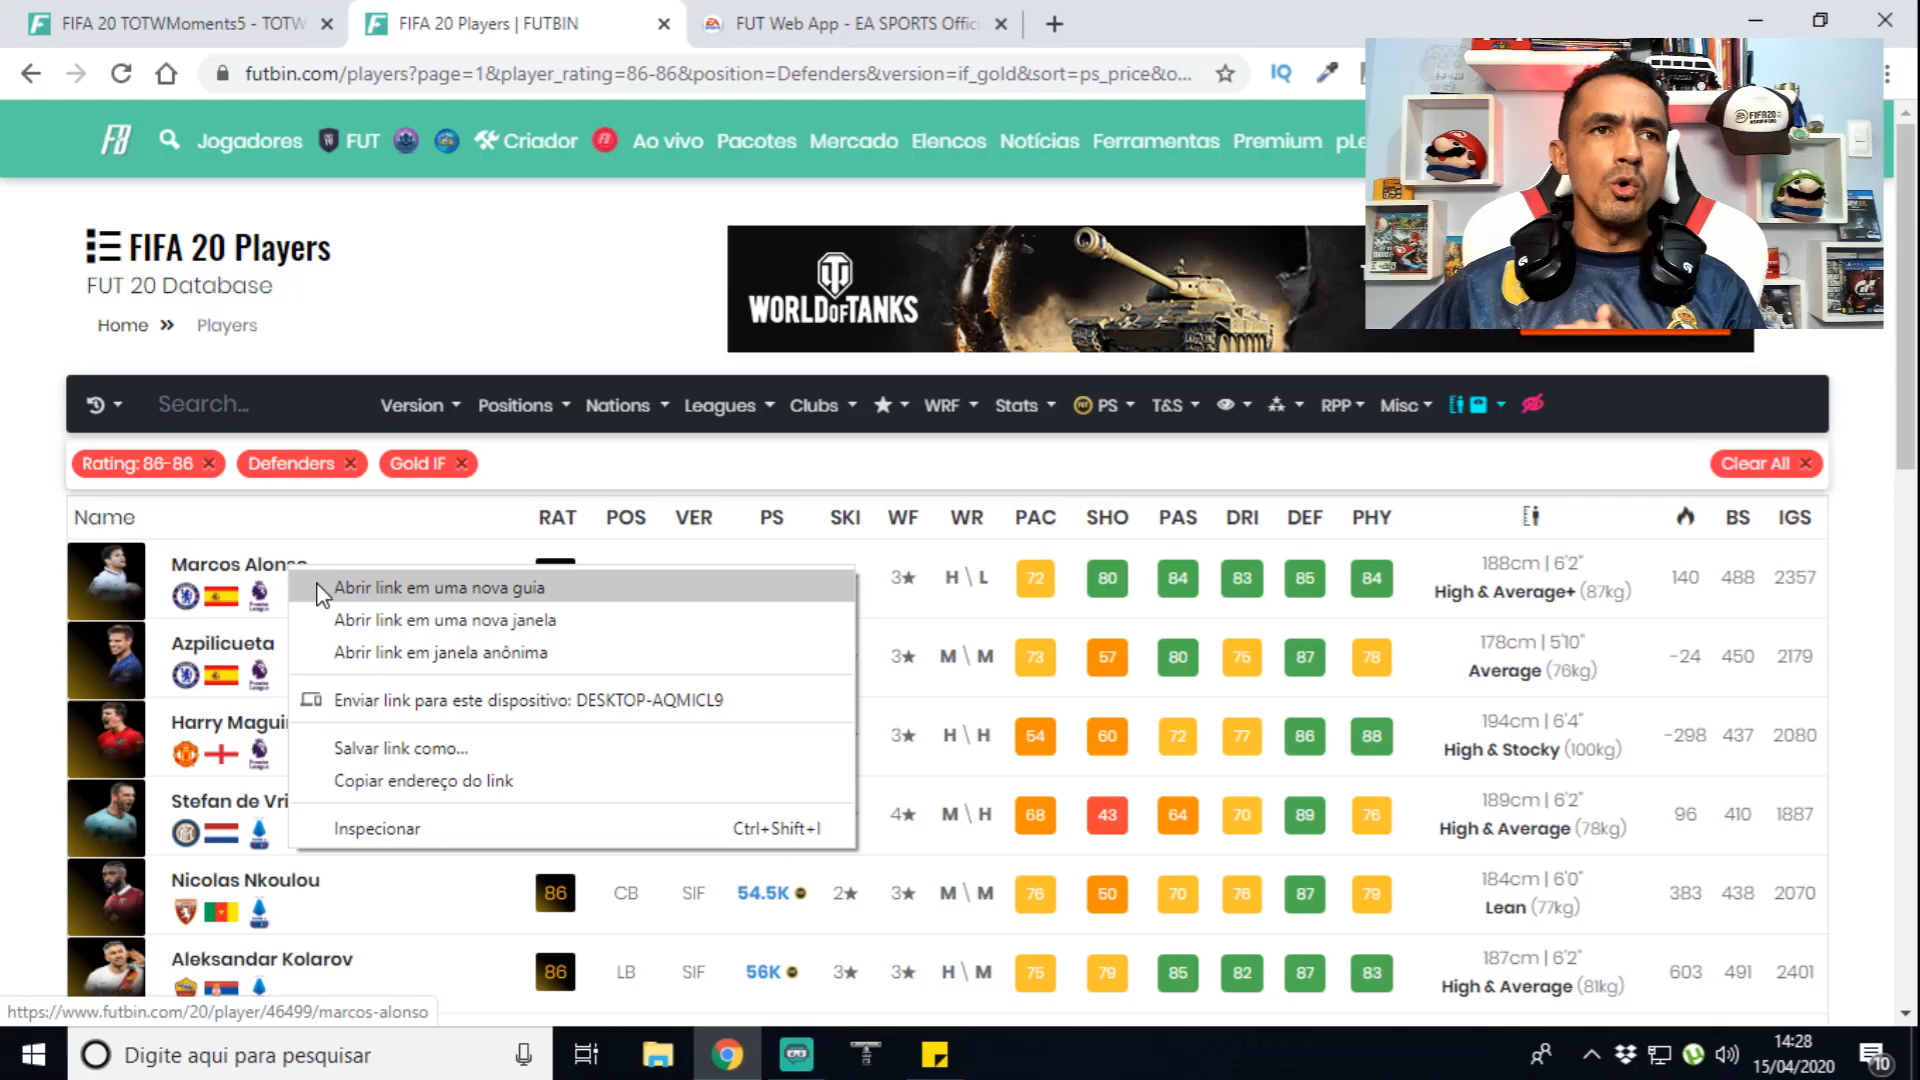 FIFA 20 TOTWMoments5 - TOTW
FIFA 20 Players | FUTBIN
FUT Web App - EA SPORTS Offici
futbin.com/players?page=1&player_rating=86-86&position=Defenders&version=if_gold&sort=ps_price&o...
IQ
Jogadores FUT Criador Ao vivo Pacotes Mercado Elencos Notícias Ferramentas Premium pLe
FIFA 20 Players
FUT 20 Database
Home » Players
WORLD OF TANKS
FIFA20
Search... Version Positions Nations Leagues Clubs WRF Stats PS T&S RPP Misc
Rating: 86-86 Defenders Gold IF Clear All
Name RAT POS VER PS SKI WF WR PAC SHO PAS DRI DEF PHY BS IGS
Marcos Alonso 3★ H \ L 72 80 84 83 85 84 188cm | 6'2" 140 488 2357
High & Average+ (87kg)
Azpilicueta 3★ M \ M 73 57 80 75 87 78 178cm | 5'10" -24 450 2179
Average (76kg)
Harry Magui 3★ H \ H 54 60 72 77 86 88 194cm | 6'4" -298 437 2080
High & Stocky (100kg)
Stefan de Vri 4★ M \ H 68 43 64 70 89 76 189cm | 6'2" 96 410 1887
High & Average (78kg)
Nicolas Nkoulou 86 CB SIF 54.5K 2★ 3★ M \ M 76 50 70 76 87 79 184cm | 6'0" 383 438 2070
Lean (77kg)
Aleksandar Kolarov 86 LB SIF 56K 3★ 3★ H \ M 75 79 85 82 87 83 187cm | 6'2" 603 491 2401
High & Average (81kg)
Abrir link em uma nova guia
Abrir link em uma nova janela
Abrir link em janela anônima
Enviar link para este dispositivo: DESKTOP-AQMICL9
Salvar link como...
Copiar endereço do link
Inspecionar Ctrl+Shift+I
https://www.futbin.com/20/player/46499/marcos-alonso
Digite aqui para pesquisar
14:28
15/04/2020
10